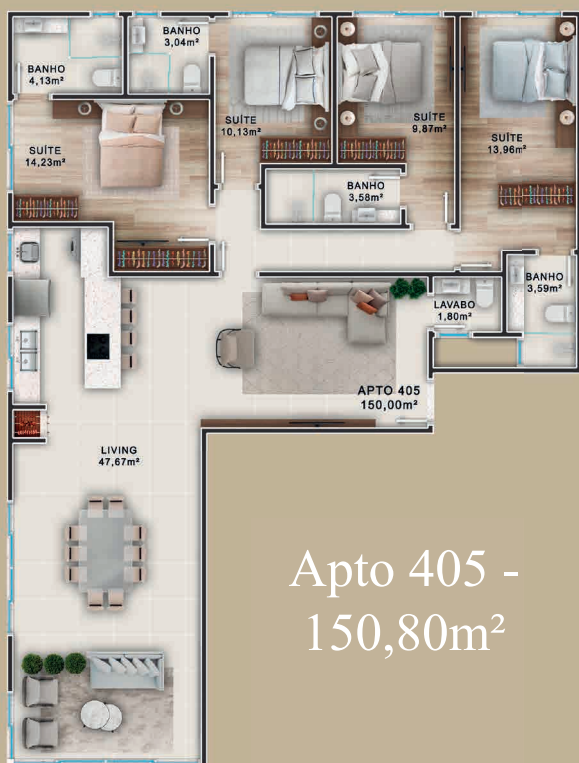 BANHO
3,04m²
BANHO
4,13m²
SUÍTE
10,13m²
SUÍTE
9,87m²
SUÍTE
13,96m²
SUÍTE
14,23m²
BANHO
3,58m²
BANHO
3,59m²
LAVABO
1,80m²
APTO 405
150,00m²
LIVING
47,67m²
Apto 405 -
150,80m²